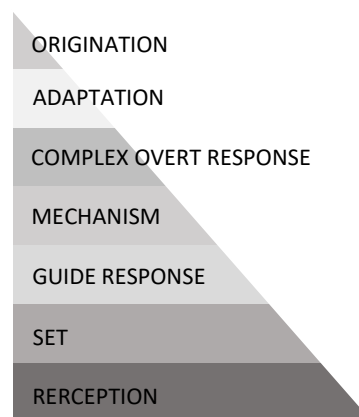 ORIGINATION
ADAPTATION
COMPLEX OVERT RESPONSE
MECHANISM
GUIDE RESPONSE
SET
RERCEPTION